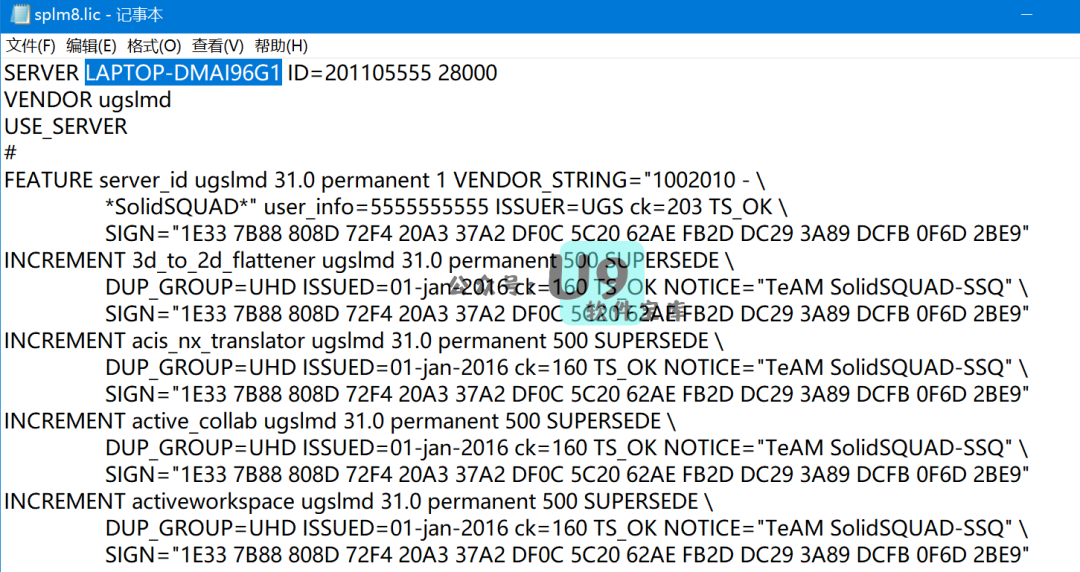 splm8.lic - 记事本
文件(F) 编辑(E) 格式(O) 查看(V) 帮助(H)
SERVER LAPTOP-DMAI96G1 ID=201105555 28000
VENDOR ugslmd
USE_SERVER
#
FEATURE server_id ugslmd 31.0 permanent 1 VENDOR_STRING="1002010 - \
*SolidSQUAD*" user_info=5555555555 ISSUER=UGS ck=203 TS_OK \
SIGN="1E33 7B88 808D 72F4 20A3 37A2 DF0C 5C20 62AE FB2D DC29 3A89 DCFB 0F6D 2BE9"
INCREMENT 3d_to_2d_flattener ugslmd 31.0 permanent 500 SUPERSEDE \
DUP_GROUP=UHD ISSUED=01-jan-2016 ck=160 TS_OK NOTICE="TeAM SolidSQUAD-SSQ" \
SIGN="1E33 7B88 808D 72F4 20A3 37A2 DF0C 5C20 62AE FB2D DC29 3A89 DCFB 0F6D 2BE9"
INCREMENT acis_nx_translator ugslmd 31.0 permanent 500 SUPERSEDE \
DUP_GROUP=UHD ISSUED=01-jan-2016 ck=160 TS_OK NOTICE="TeAM SolidSQUAD-SSQ" \
SIGN="1E33 7B88 808D 72F4 20A3 37A2 DF0C 5C20 62AE FB2D DC29 3A89 DCFB 0F6D 2BE9"
INCREMENT active_collab ugslmd 31.0 permanent 500 SUPERSEDE \
DUP_GROUP=UHD ISSUED=01-jan-2016 ck=160 TS_OK NOTICE="TeAM SolidSQUAD-SSQ" \
SIGN="1E33 7B88 808D 72F4 20A3 37A2 DF0C 5C20 62AE FB2D DC29 3A89 DCFB 0F6D 2BE9"
INCREMENT activeworkspace ugslmd 31.0 permanent 500 SUPERSEDE \
DUP_GROUP=UHD ISSUED=01-jan-2016 ck=160 TS_OK NOTICE="TeAM SolidSQUAD-SSQ" \
SIGN="1E33 7B88 808D 72F4 20A3 37A2 DF0C 5C20 62AE FB2D DC29 3A89 DCFB 0F6D 2BE9"
公众号
U9
软件